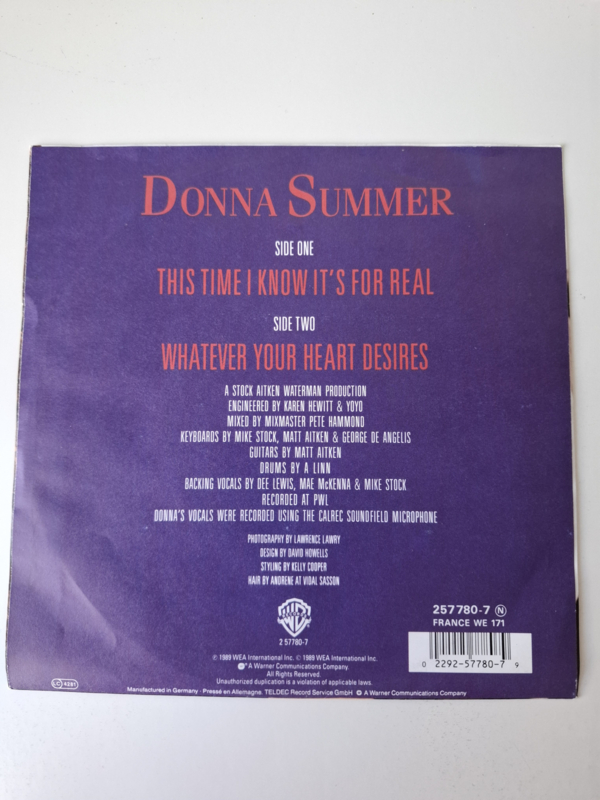 DONNA SUMMER
SIDE ONE
THIS TIME I KNOW IT'S FOR REAL
SIDE TWO
WHATEVER YOUR HEART DESIRES
A STOCK AITKEN WATERMAN PRODUCTION
ENGINEERED BY KAREN HEWITT & YOYO
MIXED BY MIXMASTER PETE HAMMOND
KEYBOARDS BY MIKE STOCK, MATT AITKEN & GEORGE DE ANGELIS
GUITARS BY MATT AITKEN
DRUMS BY A LINN
BACKING VOCALS BY DEE LEWIS, MAE McKENNA & MIKE STOCK
RECORDED AT PWL
DONNA'S VOCALS WERE RECORDED USING THE CALREC SOUNDFIELD MICROPHONE
PHOTOGRAPHY BY LAWRENCE LAWRY
DESIGN BY DAVID HOWELLS
STYLING BY KELLY COOPER
HAIR BY ANDRENE AT VIDAL SASSON
2 57780-7
257 780-7 Ⓝ
FRANCE WE 171
0 2292-57780-7 9
℗ 1989 WEA International Inc. © 1989 WEA International Inc.
A Warner Communications Company
All Rights Reserved.
Unauthorized duplication is a violation of applicable laws.
LC 4281
Manufactured in Germany · Pressé en Allemagne. TELDEC Record Service GmbH A Warner Communications Company